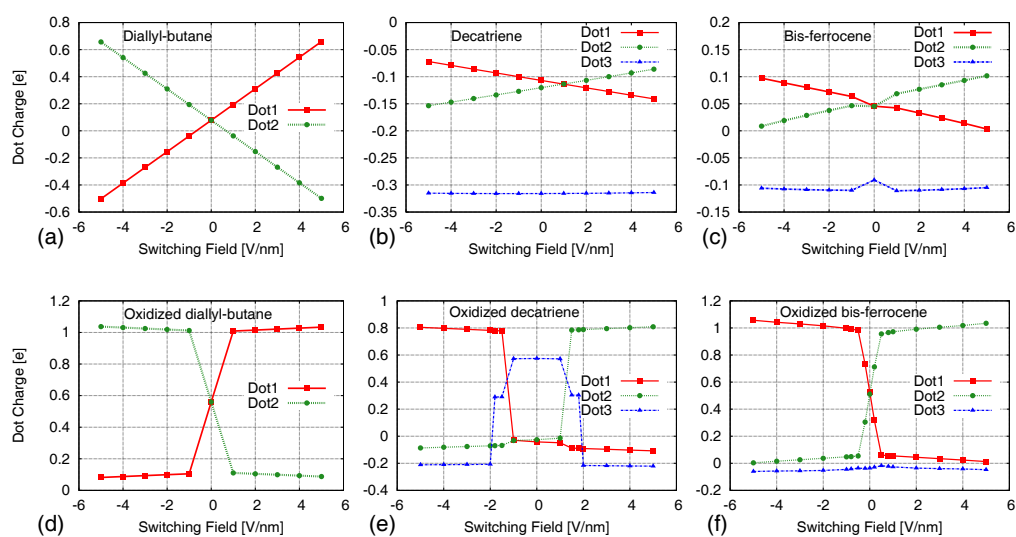 Diallyl-butane
Dot1
Dot2
Dot Charge [e]
0.8
0.6
0.4
0.2
0
-0.2
-0.4
-0.6
-6 -4 -2 0 2 4 6
Switching Field [V/nm]
(a)
Decatriene
Dot1
Dot2
Dot3
0
-0.05
-0.1
-0.15
-0.2
-0.25
-0.3
-0.35
-6 -4 -2 0 2 4 6
Switching Field [V/nm]
(b)
Bis-ferrocene
Dot1
Dot2
Dot3
0.2
0.15
0.1
0.05
0
-0.05
-0.1
-0.15
-6 -4 -2 0 2 4 6
Switching Field [V/nm]
(c)
Oxidized diallyl-butane
Dot1
Dot2
Dot Charge [e]
1.2
1
0.8
0.6
0.4
0.2
0
-6 -4 -2 0 2 4 6
Switching Field [V/nm]
(d)
Oxidized decatriene
Dot1
Dot2
Dot3
1
0.8
0.6
0.4
0.2
0
-0.2
-0.4
-6 -4 -2 0 2 4 6
Switching Field [V/nm]
(e)
Oxidized bis-ferrocene
Dot1
Dot2
Dot3
1.2
1
0.8
0.6
0.4
0.2
0
-0.2
-6 -4 -2 0 2 4 6
Switching Field [V/nm]
(f)